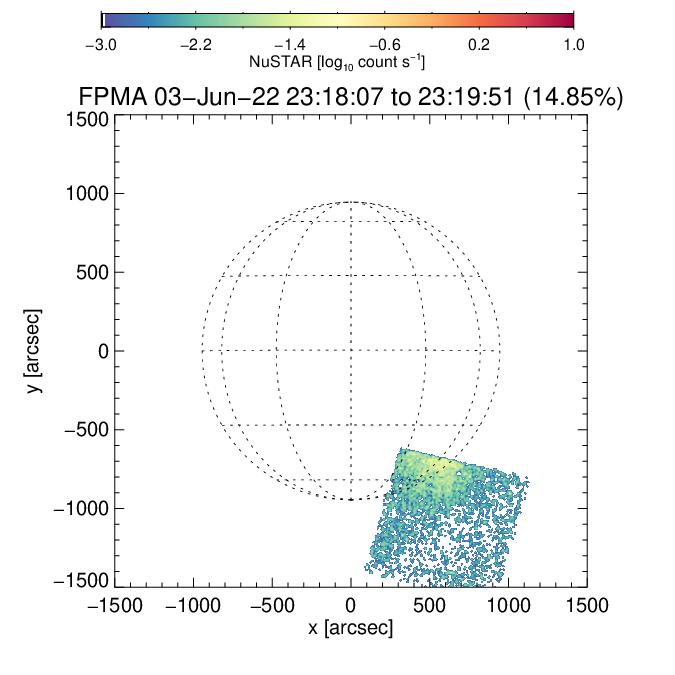 −3.0 −2.2 −1.4 −0.6 0.2 1.0
NuSTAR [log₁₀ count s⁻¹]
FPMA 03−Jun−22 23:18:07 to 23:19:51 (14.85%)
1500
1000
500
0
−500
−1000
−1500
y [arcsec]
−1500 −1000 −500 0 500 1000 1500
x [arcsec]